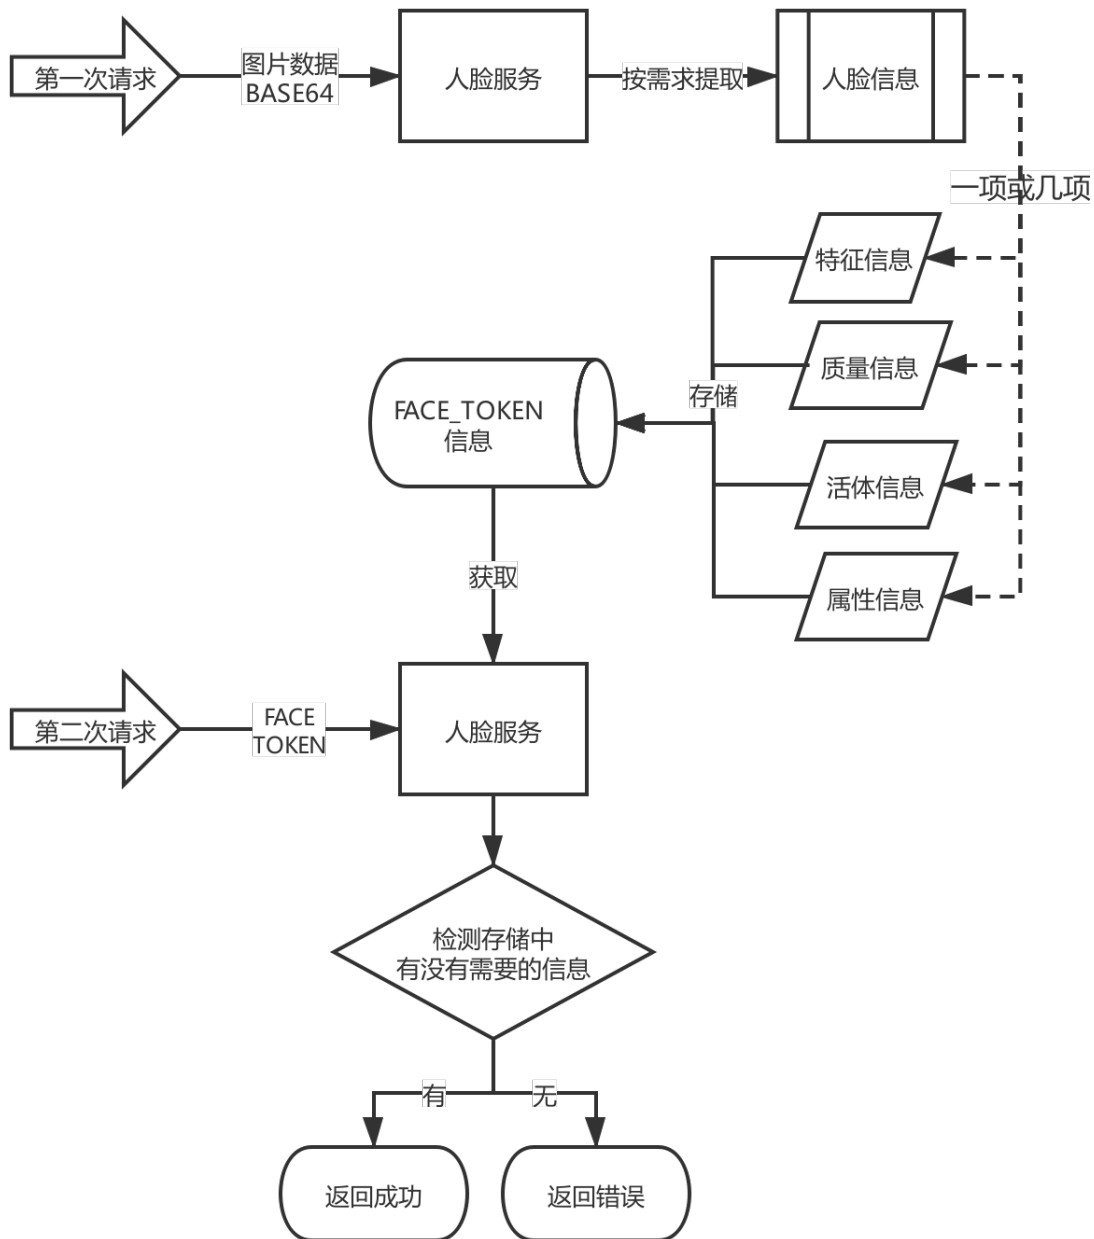 第一次请求
图片数据
BASE64
人脸服务
按需求提取
人脸信息
一项或几项
特征信息
质量信息
存储
FACE_TOKEN
信息
活体信息
获取
属性信息
第二次请求
FACE
TOKEN
人脸服务
检测存储中
有没有需要的信息
有
无
返回成功
返回错误